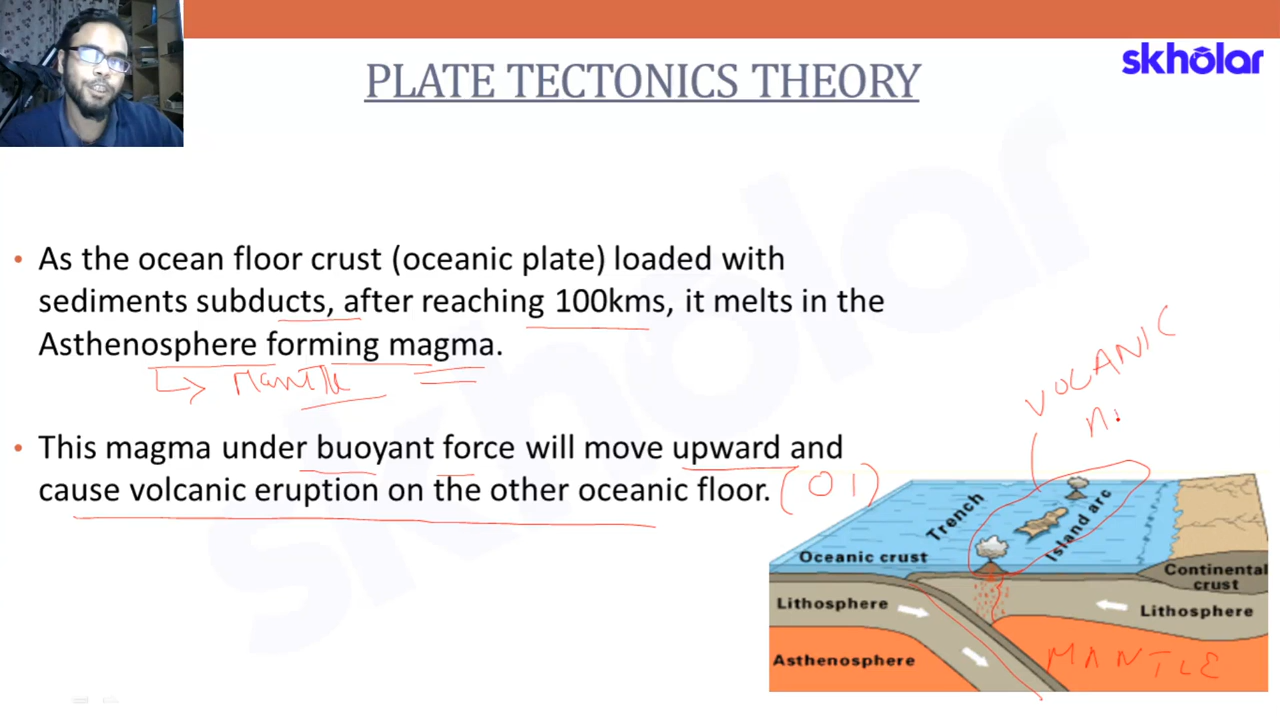 skholar
PLATE TECTONICS THEORY
• As the ocean floor crust (oceanic plate) loaded with
sediments subducts, after reaching 100kms, it melts in the
Asthenosphere forming magma.
Mantle
• This magma under buoyant force will move upward and
cause volcanic eruption on the other oceanic floor. (01)
VOLCANIC
Trench
Island arc
Oceanic crust
Continental
crust
Lithosphere
Lithosphere
Asthenosphere
MANTLE
skholar